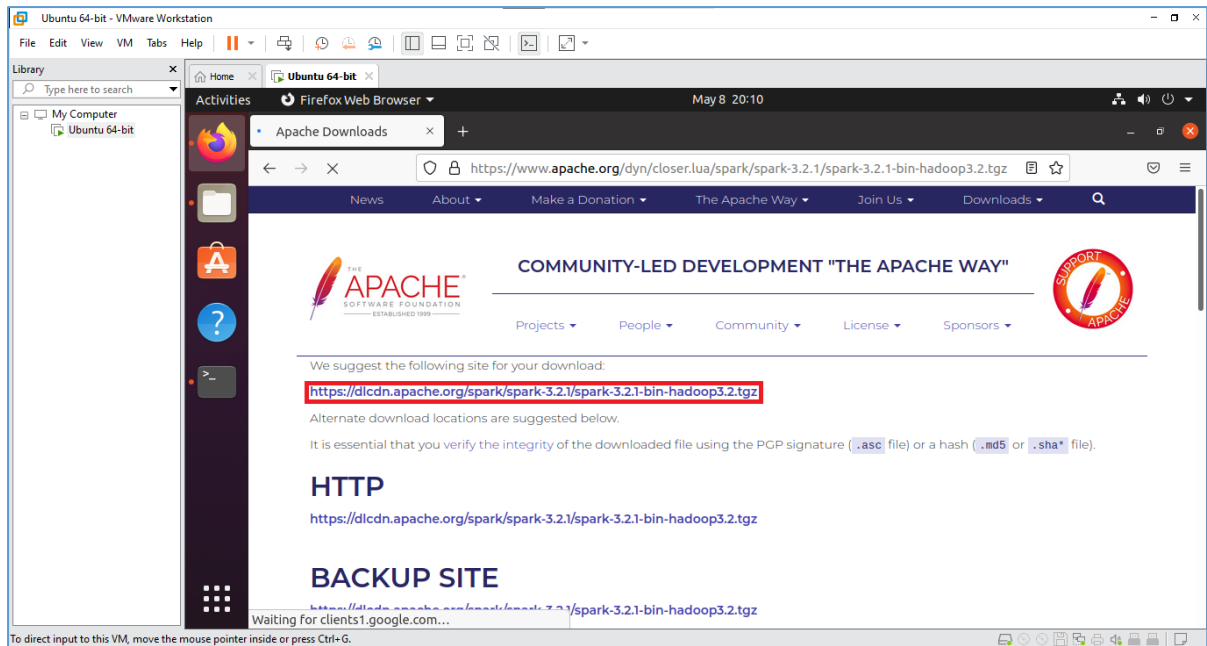 Ubuntu 64-bit - VMware Workstation
File Edit View VM Tabs Help
Library
Type here to search
My Computer
Ubuntu 64-bit
Home
Ubuntu 64-bit
Activities Firefox Web Browser May 8 20:10
Apache Downloads
https://www.apache.org/dyn/closer.lua/spark/spark-3.2.1/spark-3.2.1-bin-hadoop3.2.tgz
News About Make a Donation The Apache Way Join Us Downloads
THE
APACHE®
SOFTWARE FOUNDATION
ESTABLISHED 1999
COMMUNITY-LED DEVELOPMENT "THE APACHE WAY"
SUPPORT
APACHE
Projects People Community License Sponsors
We suggest the following site for your download:
https://dlcdn.apache.org/spark/spark-3.2.1/spark-3.2.1-bin-hadoop3.2.tgz
Alternate download locations are suggested below.
It is essential that you verify the integrity of the downloaded file using the PGP signature ( .asc file) or a hash ( .md5 or .sha* file).
HTTP
https://dlcdn.apache.org/spark/spark-3.2.1/spark-3.2.1-bin-hadoop3.2.tgz
BACKUP SITE
https://dlcdn.apache.org/spark/spark-3.2.1/spark-3.2.1-bin-hadoop3.2.tgz
Waiting for clients1.google.com...
To direct input to this VM, move the mouse pointer inside or press Ctrl+G.